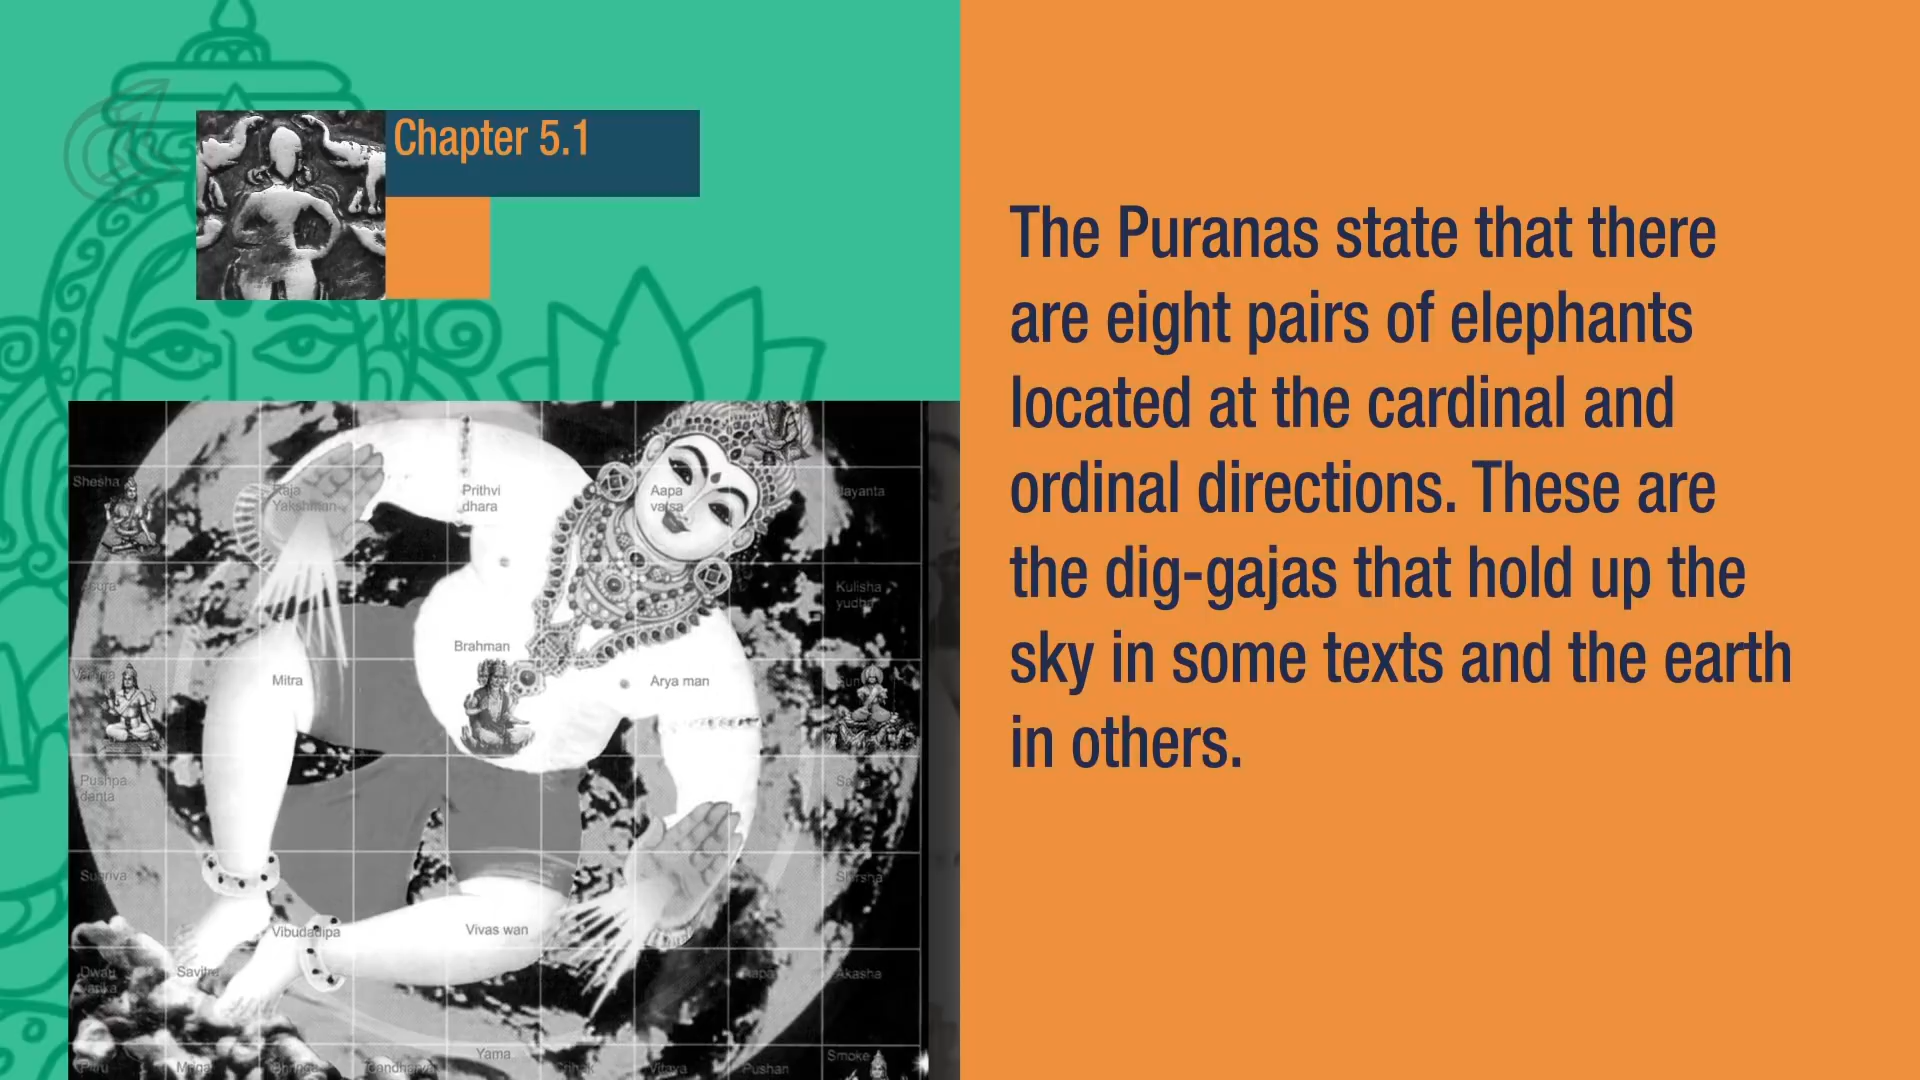 Chapter 5.1
The Puranas state that there
are eight pairs of elephants
located at the cardinal and
ordinal directions. These are
the dig-gajas that hold up the
sky in some texts and the earth
in others.
Shesha
Raja
Yakshman
Prithvi
dhara
Aapa
vatsa
Jayanta
Kulisha
yudha
Brahman
Mitra
Arya man
Pushpa
danta
Sugriva
Vibudadipa
Vivas wan
Savitra
Akasha
Yama
Smoke
Pushan